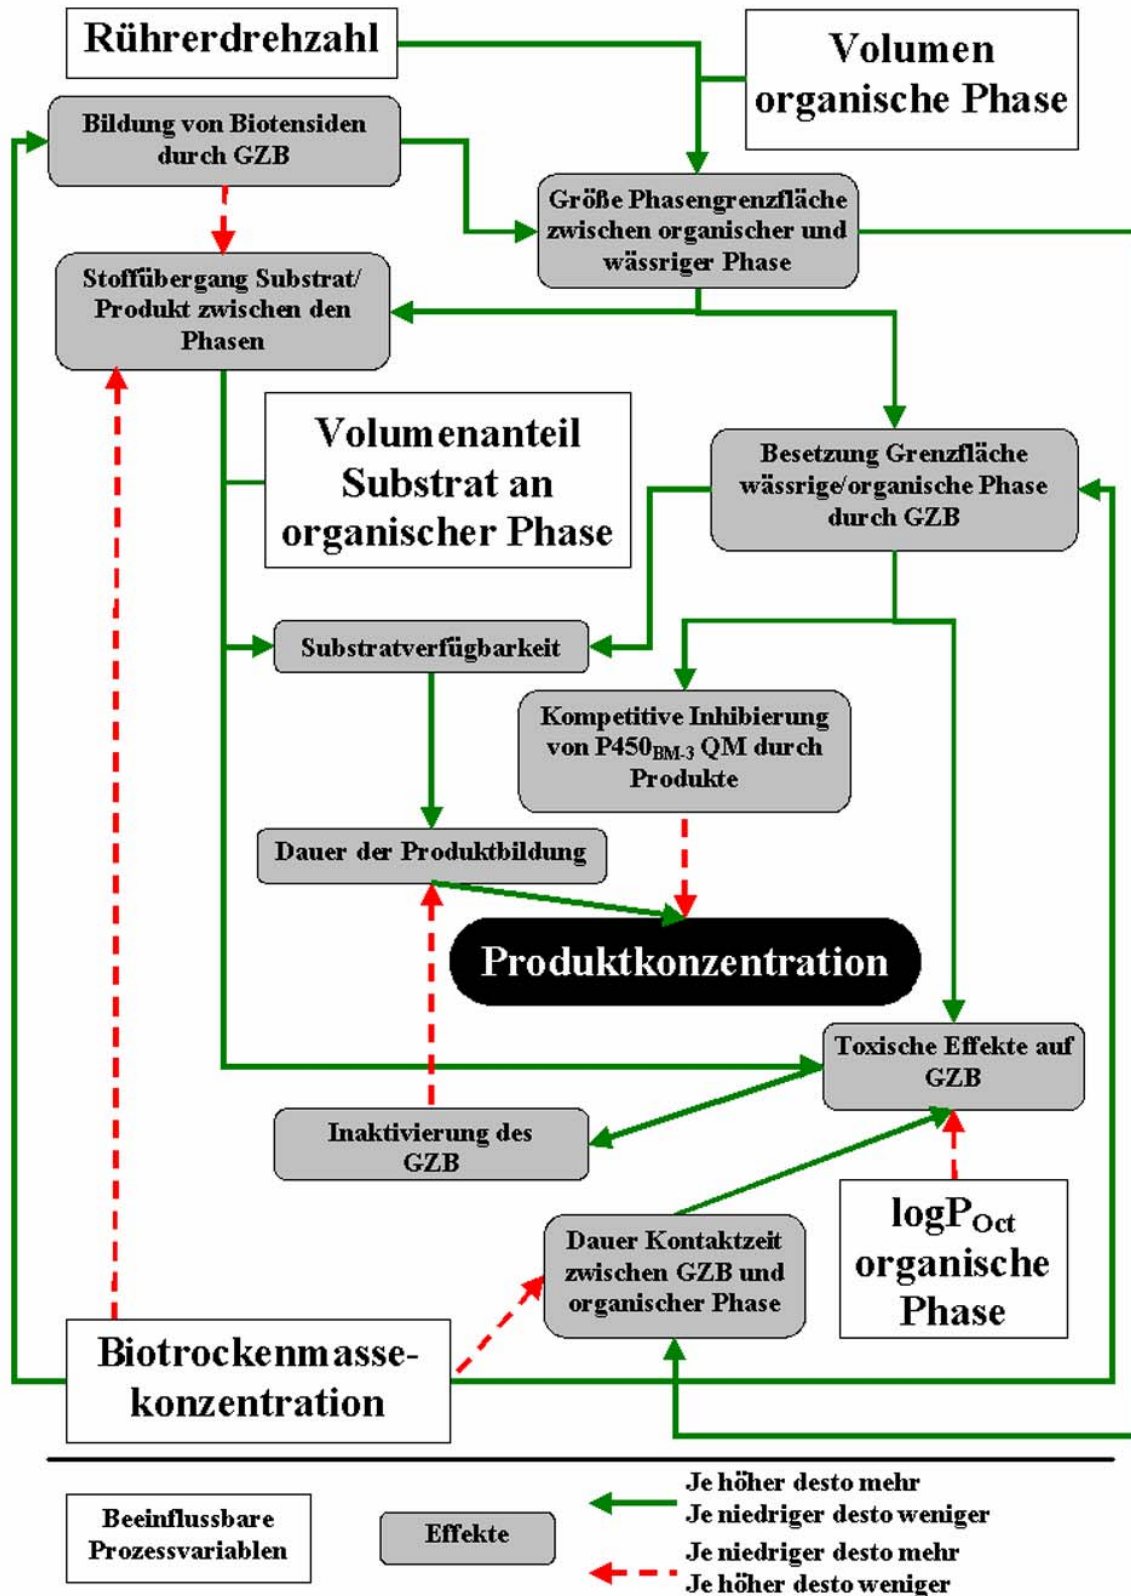 Rührerdrehzahl
Volumen
organische Phase
Bildung von Biotensiden
durch GZB
Größe Phasengrenzfläche
zwischen organischer und
wässriger Phase
Stoffübergang Substrat/
Produkt zwischen den
Phasen
Volumenanteil
Substrat an
organischer Phase
Besetzung Grenzfläche
wässrige/organische Phase
durch GZB
Substratverfügbarkeit
Kompetitive Inhibierung
von P450BM-3 QM durch
Produkte
Dauer der Produktbildung
Produktkonzentration
Toxische Effekte auf
GZB
Inaktivierung des
GZB
logPOct
organische
Phase
Dauer Kontaktzeit
zwischen GZB und
organischer Phase
Biotrockenmasse-
konzentration
Beeinflussbare
Prozessvariablen
Effekte
Je höher desto mehr
Je niedriger desto weniger
Je niedriger desto mehr
Je höher desto weniger